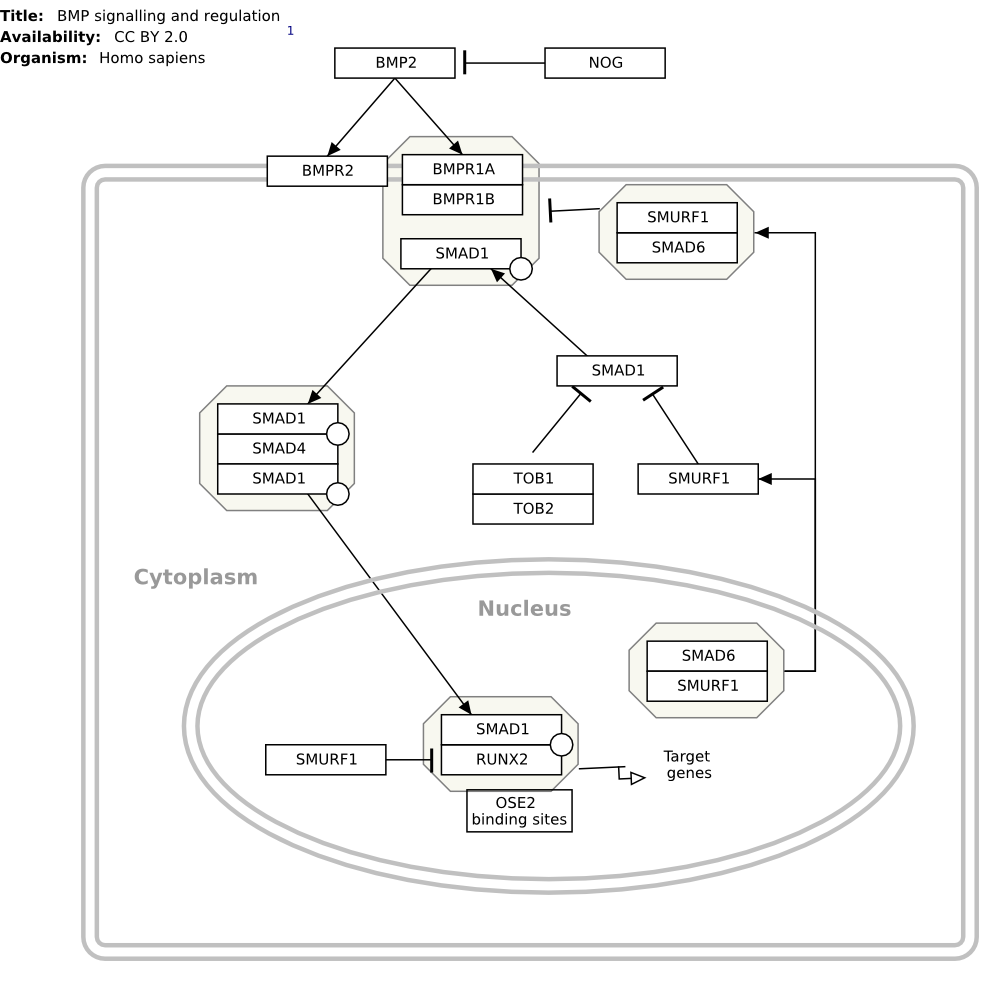 Title: BMP signalling and regulation
Availability: CC BY 2.0
1
Organism: Homo sapiens
BMP2
NOG
BMPR2
BMPR1A
BMPR1B
SMAD1
SMURF1
SMAD6
SMAD1
SMAD1
SMAD4
SMAD1
TOB1
TOB2
SMURF1
Cytoplasm
Nucleus
SMAD6
SMURF1
SMAD1
RUNX2
SMURF1
Target
genes
OSE2
binding sites